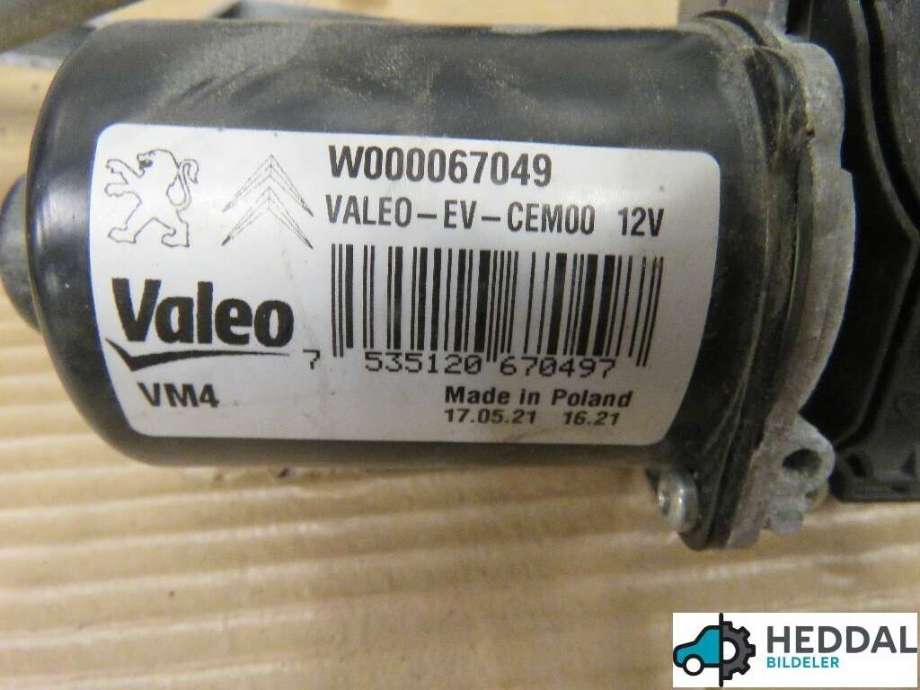 W000067049
VALEO-EV-CEM00 12V
Valeo
7 535120 670497
VM4
Made in Poland
17.05.21 16.21
HEDDAL
BILDELER